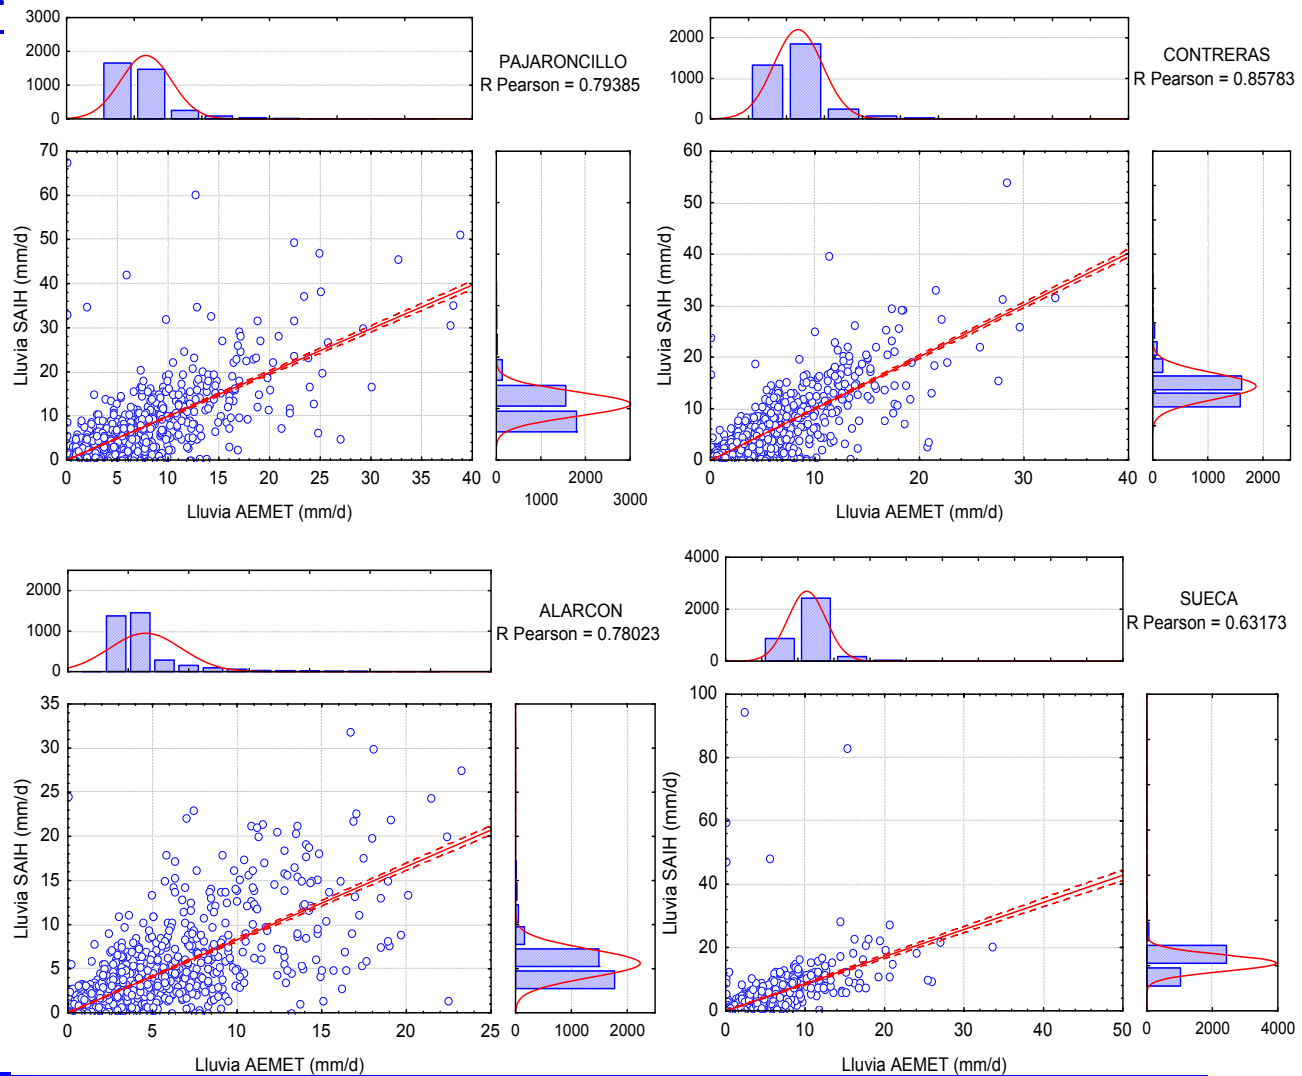 3000
2000
1000
0
PAJARONCILLO
R Pearson = 0.79385
70
60
50
40
30
20
10
0
Lluvia SAIH (mm/d)
0 5 10 15 20 25 30 35 40
Lluvia AEMET (mm/d)
0 1000 2000 3000
2000
1000
0
CONTRERAS
R Pearson = 0.85783
60
50
40
30
20
10
0
Lluvia SAIH (mm/d)
0 10 20 30 40
Lluvia AEMET (mm/d)
0 1000 2000
2000
1000
0
ALARCON
R Pearson = 0.78023
35
30
25
20
15
10
5
0
Lluvia SAIH (mm/d)
0 5 10 15 20 25
Lluvia AEMET (mm/d)
0 1000 2000
4000
2000
0
SUECA
R Pearson = 0.63173
100
80
60
40
20
0
Lluvia SAIH (mm/d)
0 10 20 30 40 50
Lluvia AEMET (mm/d)
0 2000 4000